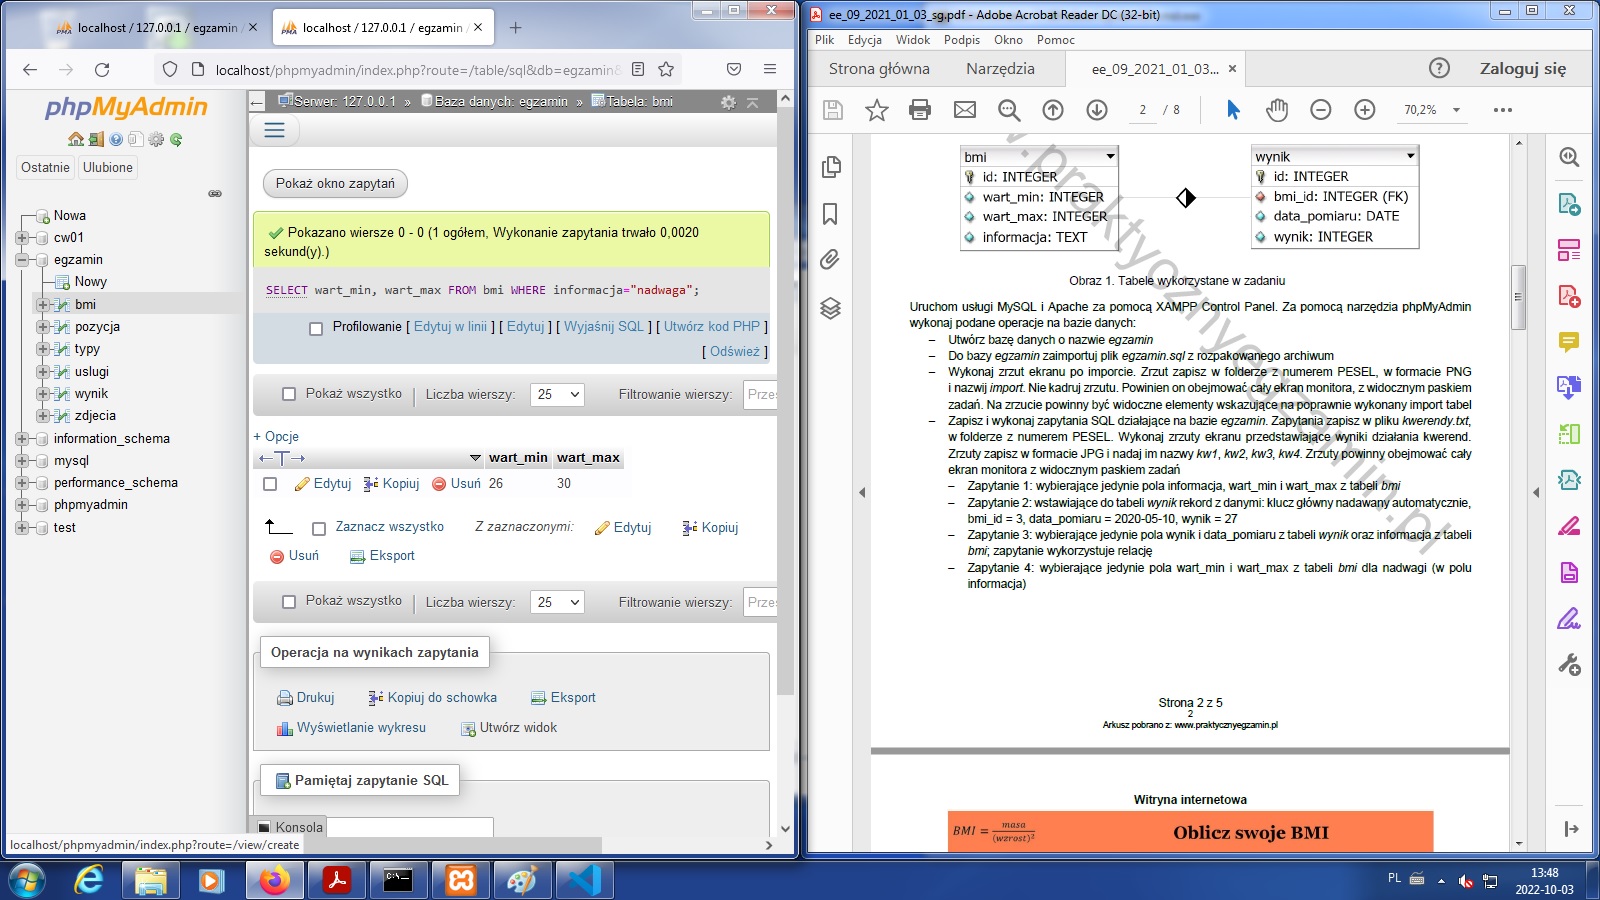 localhost / 127.0.0.1 / egzamin
localhost / 127.0.0.1 / egzamin
localhost/phpmyadmin/index.php?route=/table/sql&db=egzamin&
phpMyAdmin
Ostatnie
Ulubione
Nowa
cw01
egzamin
Nowy
bmi
pozycja
typy
uslugi
wynik
zdjecia
information_schema
mysql
performance_schema
phpmyadmin
test
Serwer: 127.0.0.1 » Baza danych: egzamin » Tabela: bmi
Pokaż okno zapytań
Pokazano wiersze 0 - 0 (1 ogółem, Wykonanie zapytania trwało 0,0020
sekund(y).)
SELECT wart_min, wart_max FROM bmi WHERE informacja="nadwaga";
Profilowanie [ Edytuj w linii ] [ Edytuj ] [ Wyjaśnij SQL ] [ Utwórz kod PHP ]
[ Odśwież ]
Pokaż wszystko
Liczba wierszy:
25
Filtrowanie wierszy:
Prze
+ Opcje
←T→
wart_min
wart_max
Edytuj
Kopiuj
Usuń
26
30
Zaznacz wszystko
Z zaznaczonymi:
Edytuj
Kopiuj
Usuń
Eksport
Pokaż wszystko
Liczba wierszy:
25
Filtrowanie wierszy:
Prze
Operacja na wynikach zapytania
Drukuj
Kopiuj do schowka
Eksport
Wyświetlanie wykresu
Utwórz widok
Pamiętaj zapytanie SQL
Konsola
localhost/phpmyadmin/index.php?route=/view/create
ee_09_2021_01_03_sg.pdf - Adobe Acrobat Reader DC (32-bit)
Plik
Edycja
Widok
Podpis
Okno
Pomoc
Strona główna
Narzędzia
ee_09_2021_01_03...
Zaloguj się
2 / 8
70,2%
bmi
id: INTEGER
wart_min: INTEGER
wart_max: INTEGER
informacja: TEXT
wynik
id: INTEGER
bmi_id: INTEGER (FK)
data_pomiaru: DATE
wynik: INTEGER
Obraz 1. Tabele wykorzystane w zadaniu
Uruchom usługi MySQL i Apache za pomocą XAMPP Control Panel. Za pomocą narzędzia phpMyAdmin
wykonaj podane operacje na bazie danych:
– Utwórz bazę danych o nazwie egzamin
– Do bazy egzamin zaimportuj plik egzamin.sql z rozpakowanego archiwum
– Wykonaj zrzut ekranu po imporcie. Zrzut zapisz w folderze z numerem PESEL, w formacie PNG
i nazwij import. Nie kadruj zrzutu. Powinien on obejmować cały ekran monitora, z widocznym paskiem
zadań. Na zrzucie powinny być widoczne elementy wskazujące na poprawnie wykonany import tabel
– Zapisz i wykonaj zapytania SQL działające na bazie egzamin. Zapytania zapisz w pliku kwerendy.txt,
w folderze z numerem PESEL. Wykonaj zrzuty ekranu przedstawiające wyniki działania kwerend.
Zrzuty zapisz w formacie JPG i nadaj im nazwy kw1, kw2, kw3, kw4. Zrzuty powinny obejmować cały
ekran monitora z widocznym paskiem zadań
– Zapytanie 1: wybierające jedynie pola informacja, wart_min i wart_max z tabeli bmi
– Zapytanie 2: wstawiające do tabeli wynik rekord z danymi: klucz główny nadawany automatycznie,
bmi_id = 3, data_pomiaru = 2020-05-10, wynik = 27
– Zapytanie 3: wybierające jedynie pola wynik i data_pomiaru z tabeli wynik oraz informacja z tabeli
bmi; zapytanie wykorzystuje relację
– Zapytanie 4: wybierające jedynie pola wart_min i wart_max z tabeli bmi dla nadwagi (w polu
informacja)
w.praktycznyegzamin.pl
Strona 2 z 5
2
Arkusz pobrano z: www.praktycznyegzamin.pl
Witryna internetowa
BMI = masa / (wzrost)²
Oblicz swoje BMI
PL
13:48
2022-10-03